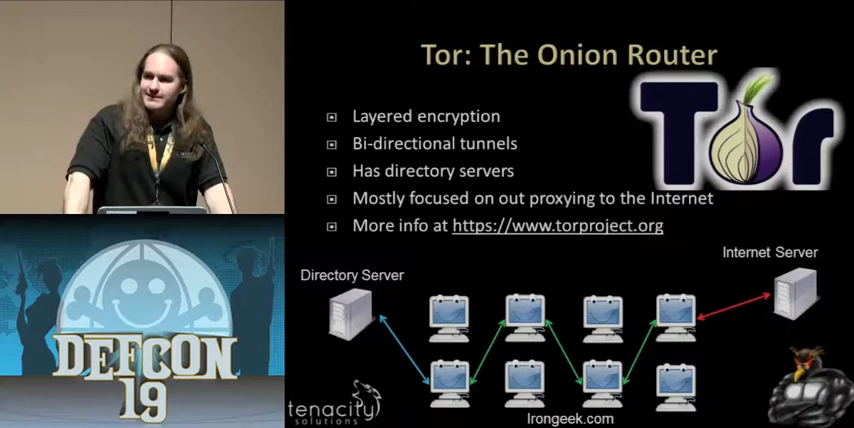 Tor: The Onion Router
Tor
Layered encryption
Bi-directional tunnels
Has directory servers
Mostly focused on out proxying to the Internet
More info at https://www.torproject.org
Internet Server
Directory Server
DEFCON
19
tenacity
solutions
Irongeek.com